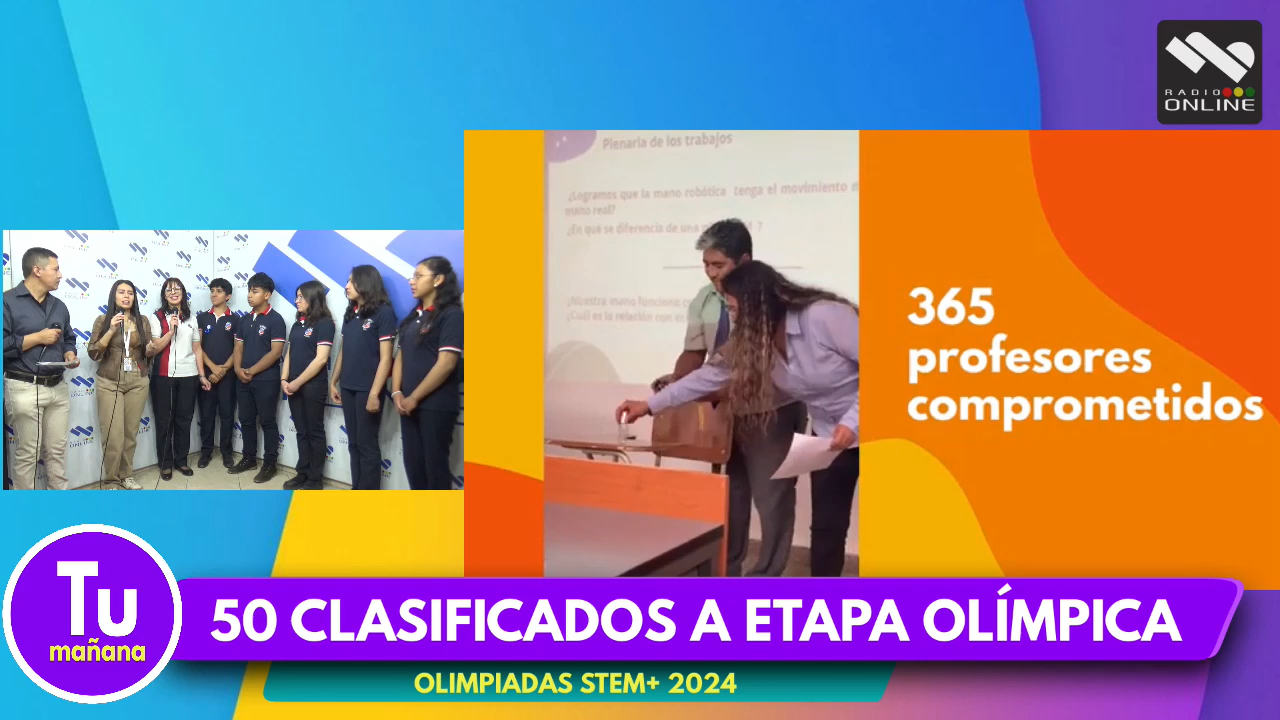 RADIO
ONLINE
Plenaria de los trabajos
¿Logramos que la mano robótica tenga el movimiento
mano real?
¿En qué se diferencia de una
¿Nuestra mano funciona
¿Cuál es la relación con
365
profesores
comprometidos
Tu
mañana
50 CLASIFICADOS A ETAPA OLÍMPICA
OLIMPIADAS STEM+ 2024